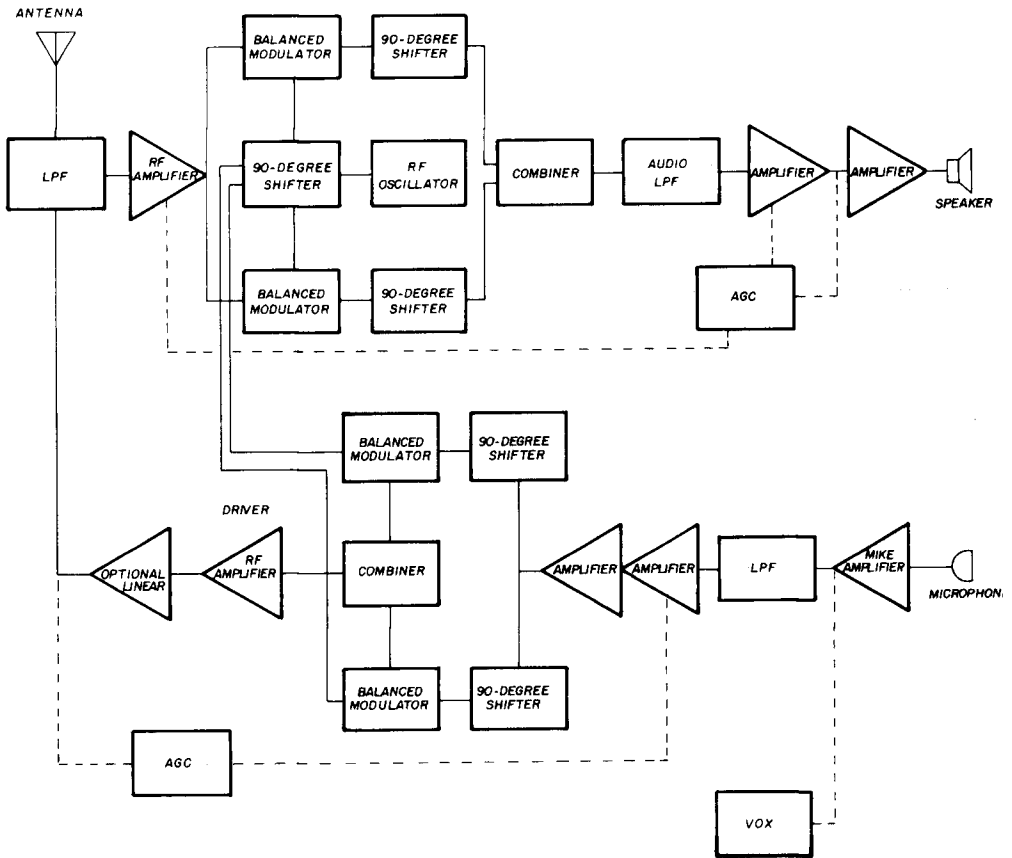 ANTENNA
LPF
RF
AMPLIFIER
BALANCED
MODULATOR
90-DEGREE
SHIFTER
90-DEGREE
SHIFTER
RF
OSCILLATOR
BALANCED
MODULATOR
90-DEGREE
SHIFTER
COMBINER
AUDIO
LPF
AMPLIFIER
AMPLIFIER
SPEAKER
AGC
BALANCED
MODULATOR
90-DEGREE
SHIFTER
DRIVER
OPTIONAL
LINEAR
RF
AMPLIFIER
COMBINER
AMPLIFIER
AMPLIFIER
LPF
MIKE
AMPLIFIER
MICROPHON
BALANCED
MODULATOR
90-DEGREE
SHIFTER
AGC
VOX